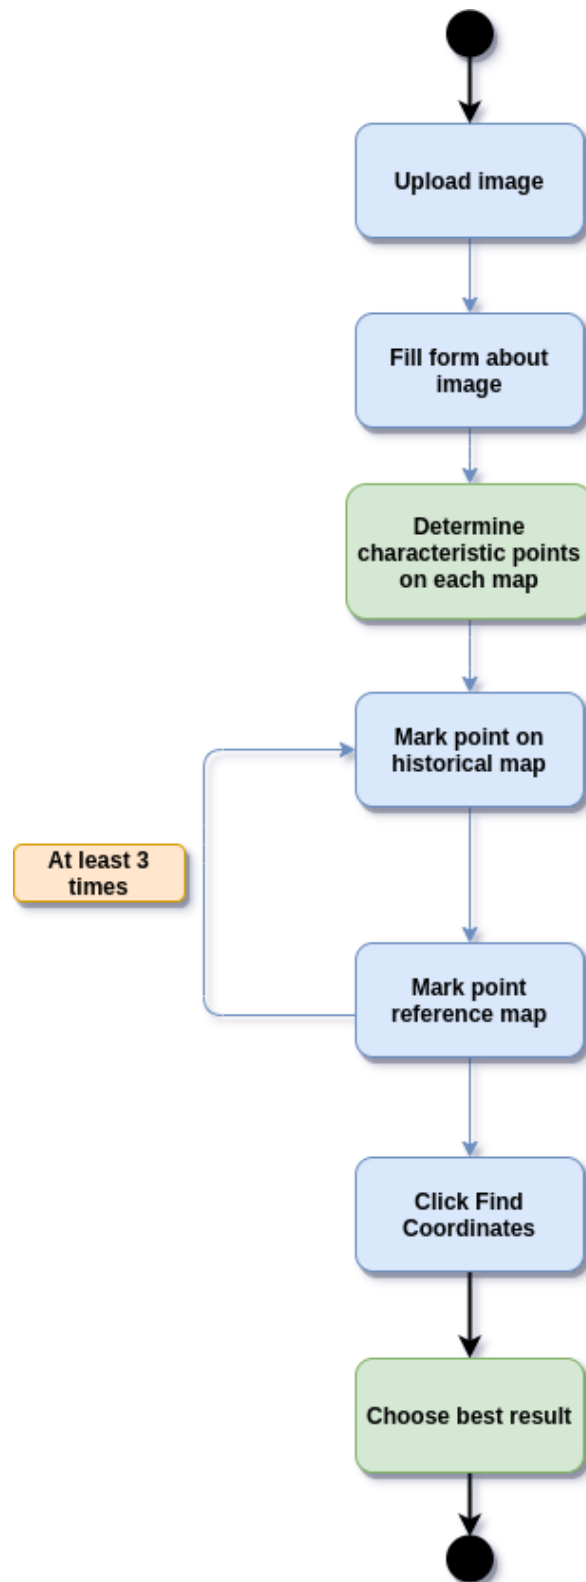 Upload image
Fill form about
image
Determine
characteristic points
on each map
Mark point on
historical map
At least 3
times
Mark point
reference map
Click Find
Coordinates
Choose best result